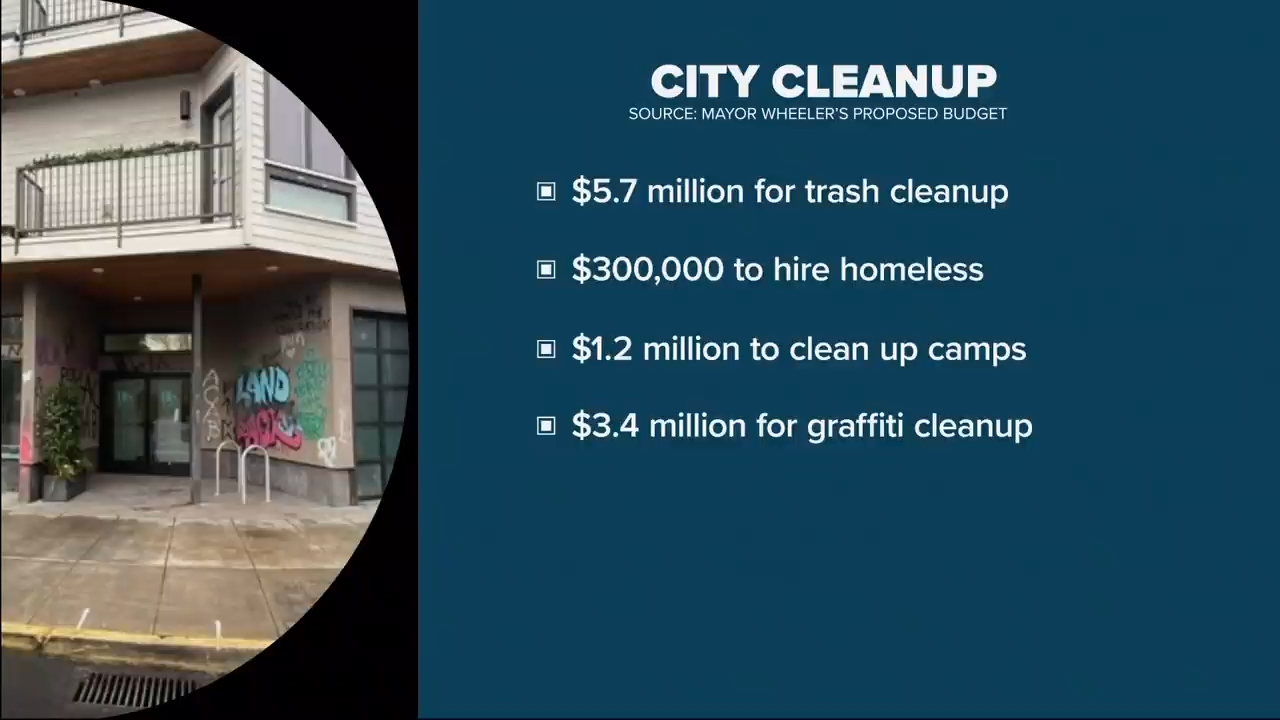 CITY CLEANUP
SOURCE: MAYOR WHEELER'S PROPOSED BUDGET
$5.7 million for trash cleanup
$300,000 to hire homeless
$1.2 million to clean up camps
$3.4 million for graffiti cleanup
LAND
BACK
ACAB